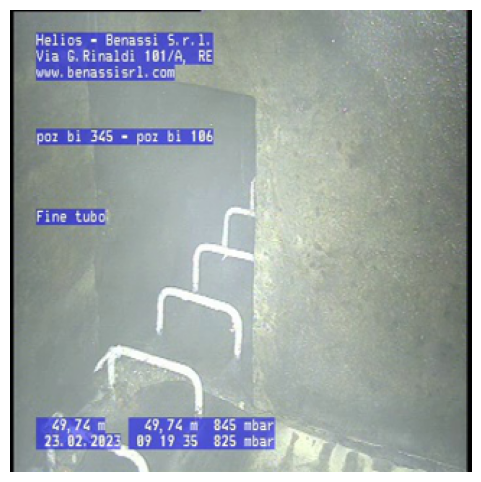 Helios - Benassi S.r.l.
Via G.Rinaldi 101/A, RE
www.benassisrl.com
poz bi 345 - poz bi 106
Fine tubo
49,74 m 49,74 m 845 mbar
23.02.2023 09 19 35 825 mbar